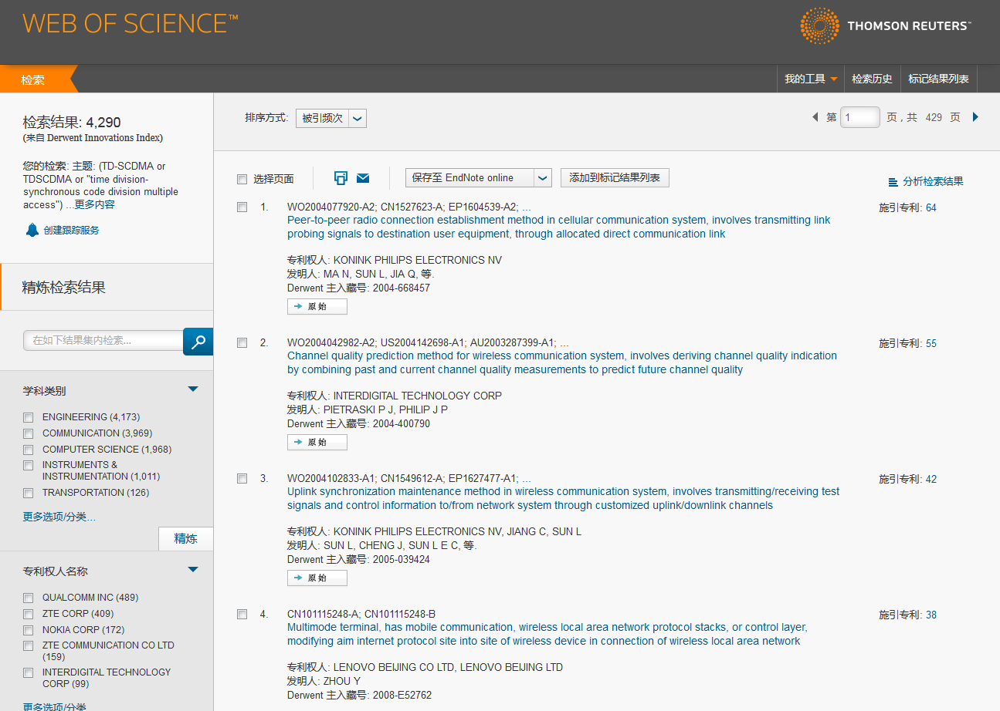 WEB OF SCIENCE™
THOMSON REUTERS™
检索
我的工具
检索历史
标记结果列表
检索结果: 4,290
(来自 Derwent Innovations Index)
您的检索: 主题: (TD-SCDMA or
TDSCDMA or "time division-
synchronous code division multiple
access") ...更多内容
创建跟踪服务
精炼检索结果
在如下结果集内检索...
学科类别
ENGINEERING (4,173)
COMMUNICATION (3,969)
COMPUTER SCIENCE (1,968)
INSTRUMENTS &
INSTRUMENTATION (1,011)
TRANSPORTATION (126)
更多选项/分类...
精炼
专利权人名称
QUALCOMM INC (489)
ZTE CORP (409)
NOKIA CORP (172)
ZTE COMMUNICATION CO LTD
(159)
INTERDIGITAL TECHNOLOGY
CORP (99)
更多选项/分类
排序方式: 被引频次
第 1 页 , 共 429 页
选择页面
保存至 EndNote online
添加到标记结果列表
分析检索结果
1. WO2004077920-A2; CN1527623-A; EP1604539-A2; ...
Peer-to-peer radio connection establishment method in cellular communication system, involves transmitting link
probing signals to destination user equipment, through allocated direct communication link
专利权人: KONINK PHILIPS ELECTRONICS NV
发明人: MA N, SUN L, JIA Q, 等.
Derwent 主入藏号: 2004-668457
原始
施引专利: 64
2. WO2004042982-A2; US2004142698-A1; AU2003287399-A1; ...
Channel quality prediction method for wireless communication system, involves deriving channel quality indication
by combining past and current channel quality measurements to predict future channel quality
专利权人: INTERDIGITAL TECHNOLOGY CORP
发明人: PIETRASKI P J, PHILIP J P
Derwent 主入藏号: 2004-400790
原始
施引专利: 55
3. WO2004102833-A1; CN1549612-A; EP1627477-A1; ...
Uplink synchronization maintenance method in wireless communication system, involves transmitting/receiving test
signals and control information to/from network system through customized uplink/downlink channels
专利权人: KONINK PHILIPS ELECTRONICS NV, JIANG C, SUN L
发明人: SUN L, CHENG J, SUN L E C, 等.
Derwent 主入藏号: 2005-039424
原始
施引专利: 42
4. CN101115248-A; CN101115248-B
Multimode terminal, has mobile communication, wireless local area network protocol stacks, or control layer,
modifying aim internet protocol site into site of wireless device in connection of wireless local area network
专利权人: LENOVO BEIJING CO LTD, LENOVO BEIJING LTD
发明人: ZHOU Y
Derwent 主入藏号: 2008-E52762
施引专利: 38